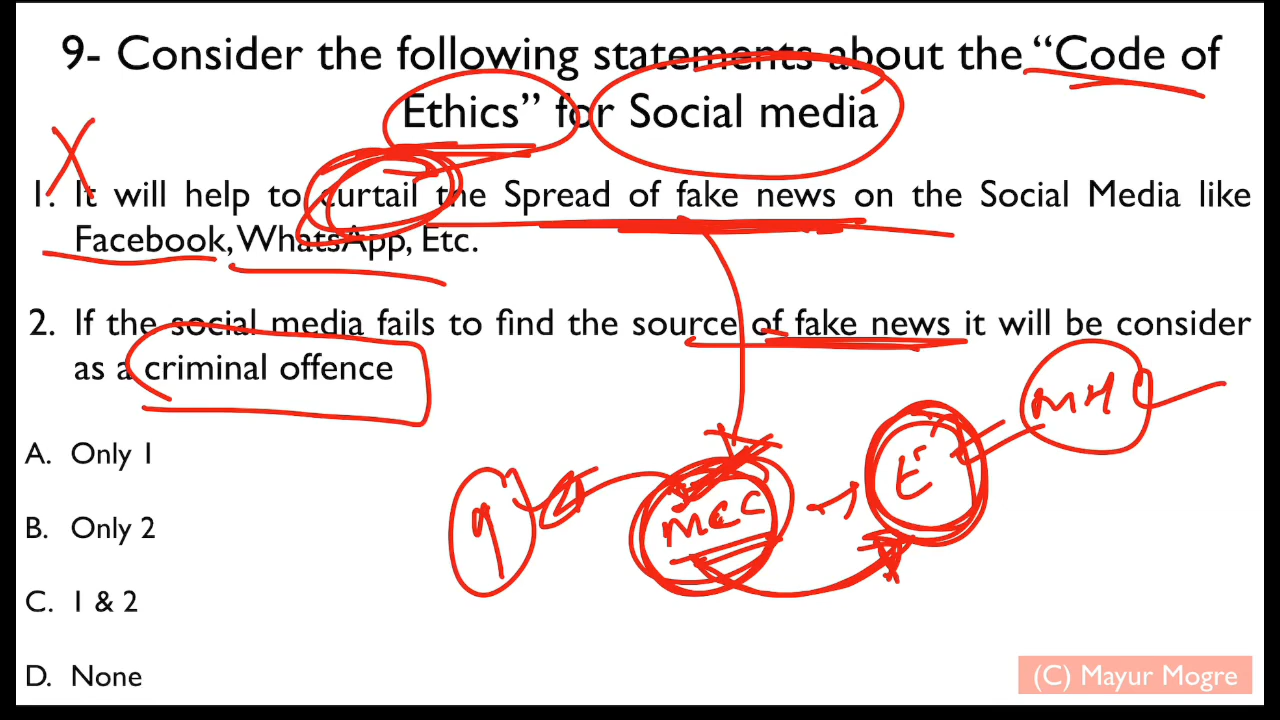 9- Consider the following statements about the “Code of
Ethics” for Social media
1. It will help to curtail the Spread of fake news on the Social Media like
Facebook, WhatsApp, Etc.
2. If the social media fails to find the source of fake news it will be consider
as a criminal offence
MH
E
MCC
9
A. Only 1
B. Only 2
C. 1 & 2
D. None
(C) Mayur Mogre